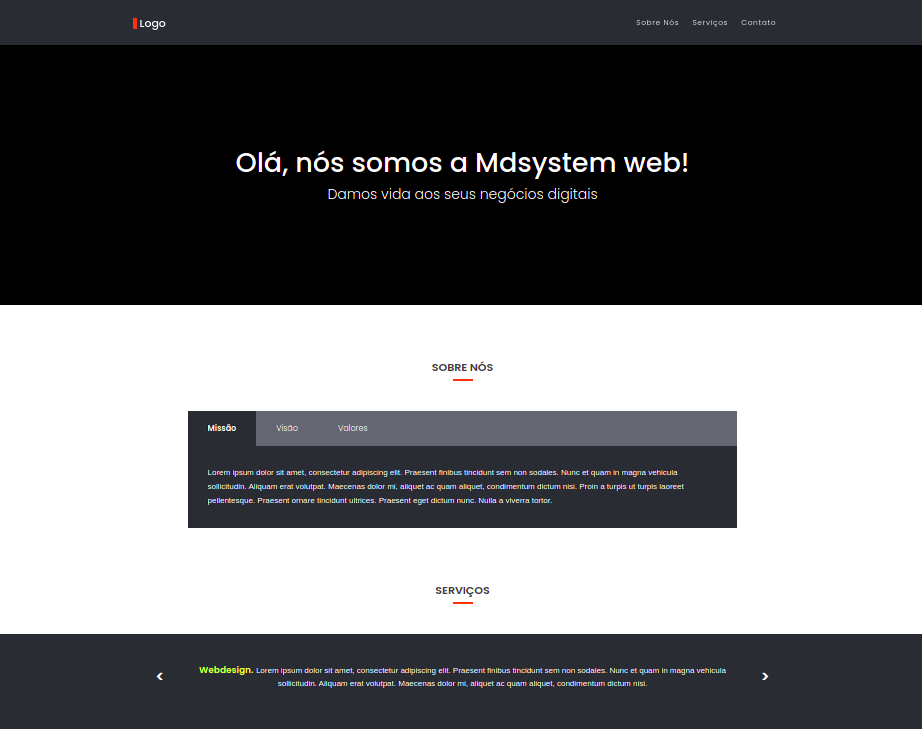 Logo
Sobre Nós Serviços Contato
Olá, nós somos a Mdsystem web!
Damos vida aos seus negócios digitais
SOBRE NÓS
Missão Visão Valores
Lorem ipsum dolor sit amet, consectetur adipiscing elit. Praesent finibus tincidunt sem non sodales. Nunc et quam in magna vehicula
sollicitudin. Aliquam erat volutpat. Maecenas dolor mi, aliquet ac quam aliquet, condimentum dictum nisi. Proin a turpis ut turpis laoreet
pellentesque. Praesent ornare tincidunt ultrices. Praesent eget dictum nunc. Nulla a viverra tortor.
SERVIÇOS
Webdesign. Lorem ipsum dolor sit amet, consectetur adipiscing elit. Praesent finibus tincidunt sem non sodales. Nunc et quam in magna vehicula
sollicitudin. Aliquam erat volutpat. Maecenas dolor mi, aliquet ac quam aliquet, condimentum dictum nisi.